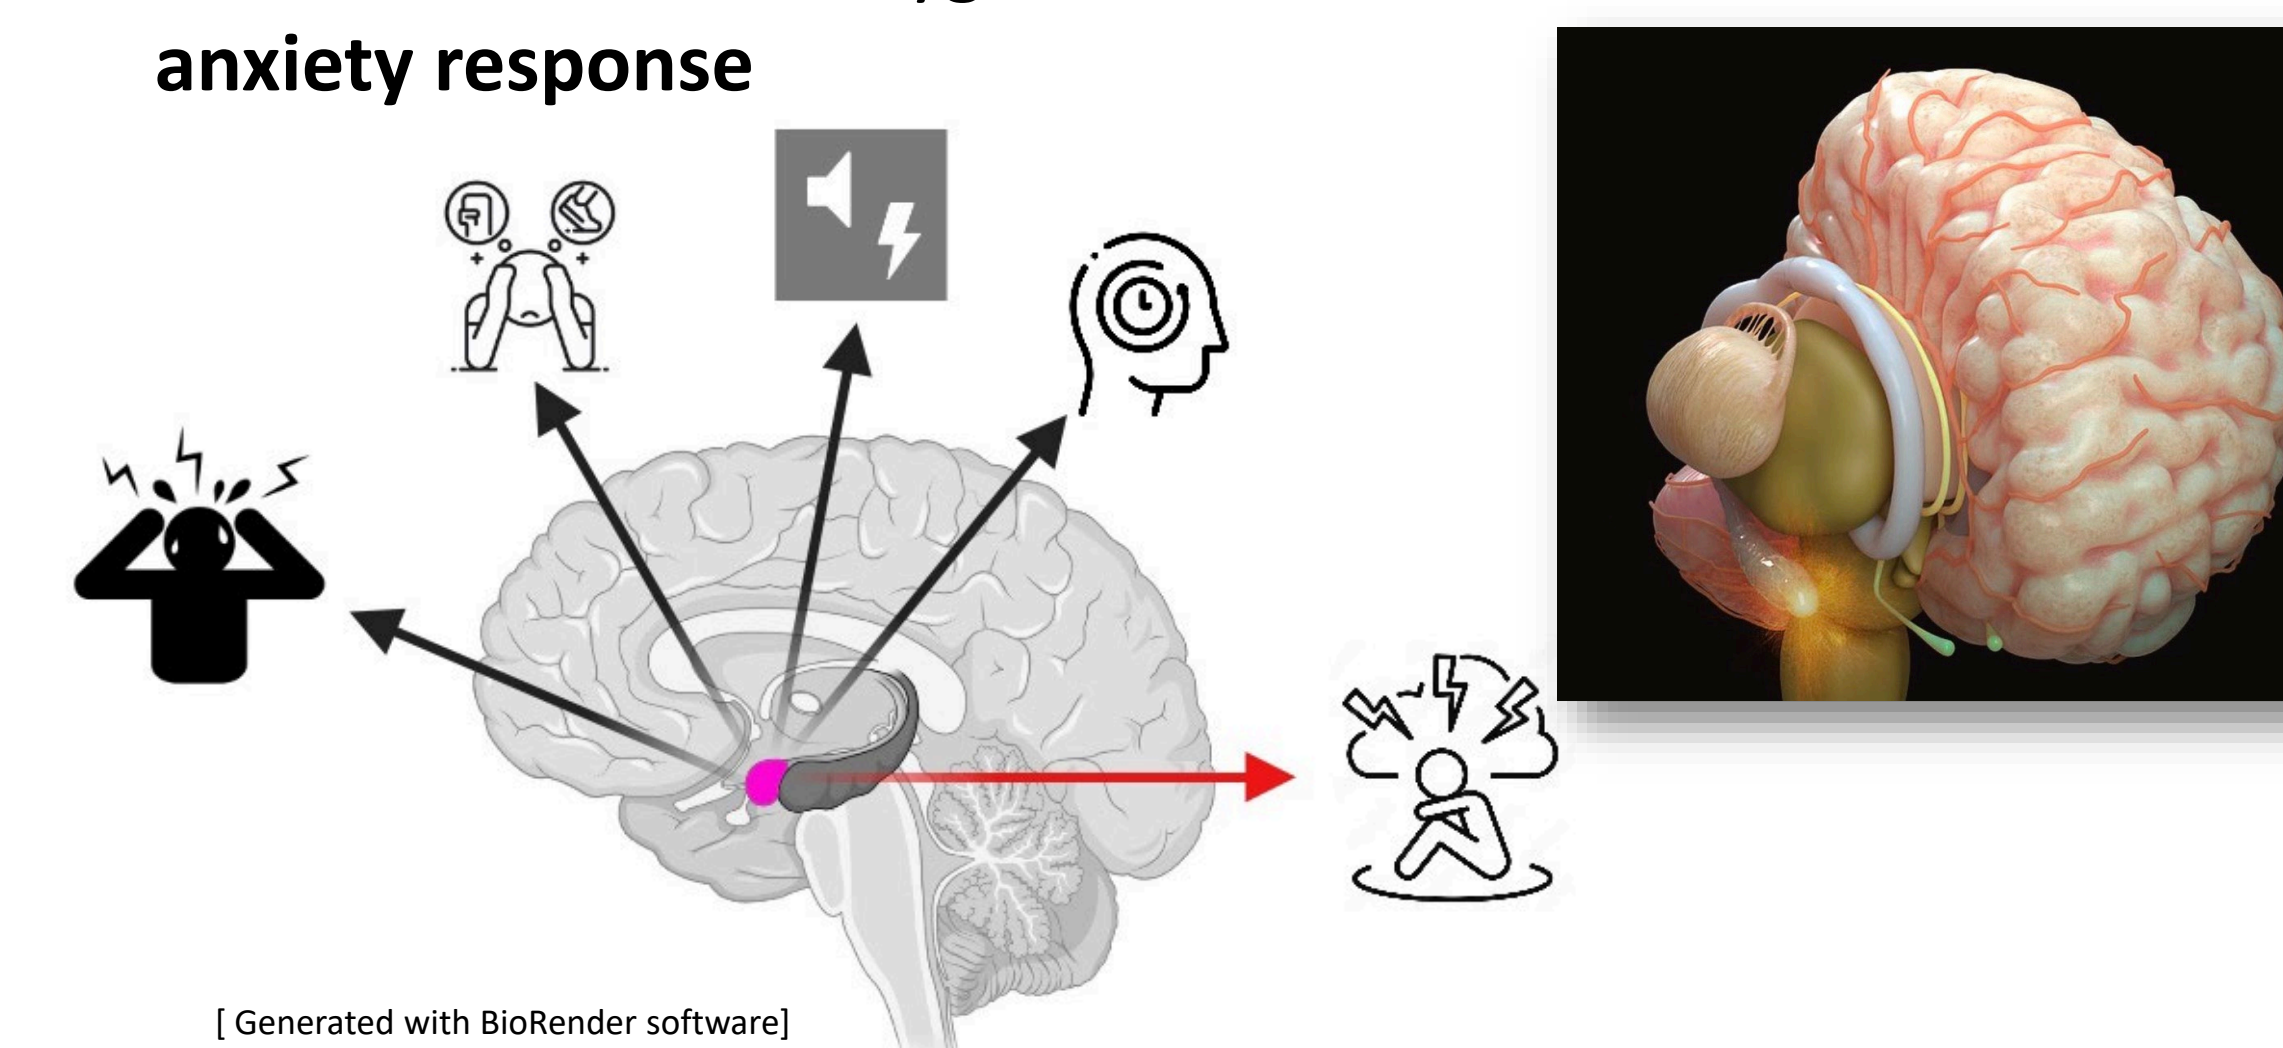 anxiety response
[ Generated with BioRender software]